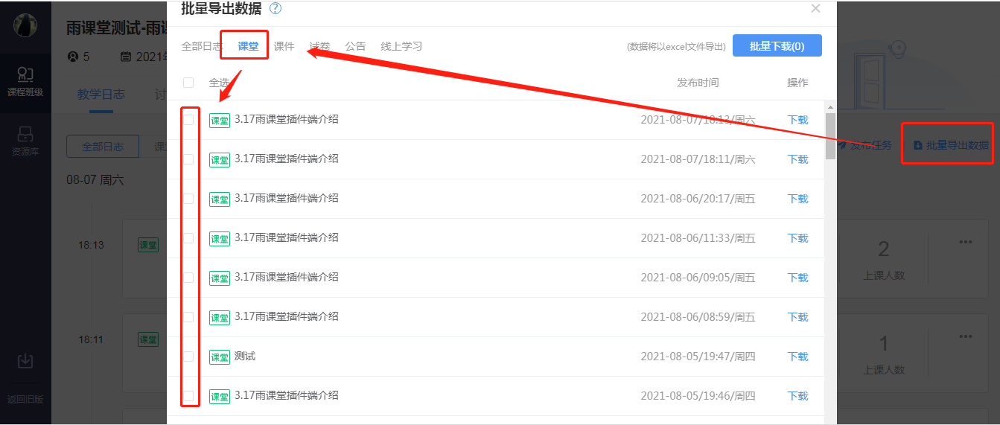 批量导出数据 ?
全部日志 课堂 课件 试卷 公告 线上学习 (数据将以excel文件导出) 批量下载(0)
全选 发布时间 操作
课堂 3.17雨课堂插件端介绍 2021-08-07/18:13/周六 下载
课堂 3.17雨课堂插件端介绍 2021-08-07/18:11/周六 下载
课堂 3.17雨课堂插件端介绍 2021-08-06/20:17/周五 下载
课堂 3.17雨课堂插件端介绍 2021-08-06/11:33/周五 下载
课堂 3.17雨课堂插件端介绍 2021-08-06/09:05/周五 下载
课堂 3.17雨课堂插件端介绍 2021-08-06/08:59/周五 下载
课堂 测试 2021-08-05/19:47/周四 下载
课堂 3.17雨课堂插件端介绍 2021-08-05/19:46/周四 下载
课程班级
资源库
返回旧版
雨课堂测试-雨
5 2021
教学日志 讨
全部日志
08-07 周六
18:13 课堂
18:11 课堂
发布任务 批量导出数据
2
上课人数
1
上课人数